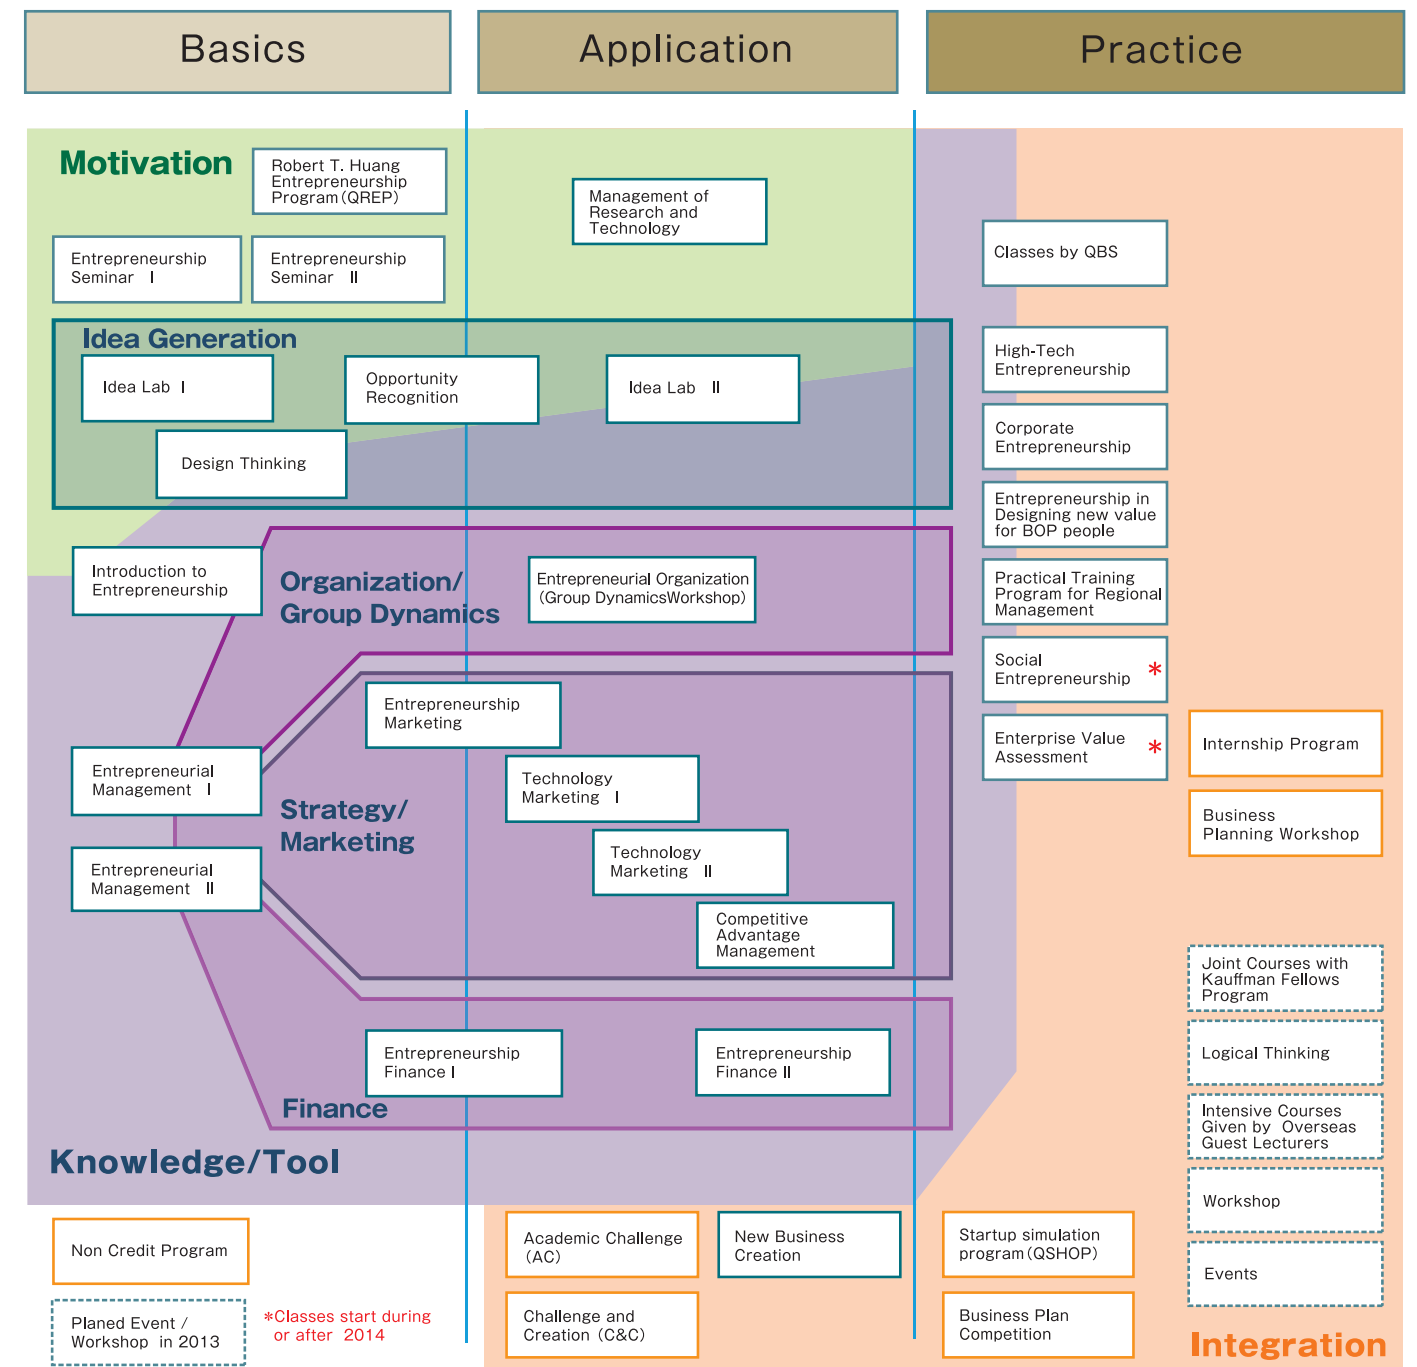 Basics
Application
Practice
Motivation
Robert T. Huang
Entrepreneurship
Program(QREP)
Management of
Research and
Technology
Entrepreneurship
Seminar Ⅰ
Entrepreneurship
Seminar Ⅱ
Classes by QBS
Idea Generation
Idea Lab Ⅰ
Opportunity
Recognition
Idea Lab Ⅱ
Design Thinking
High-Tech
Entrepreneurship
Corporate
Entrepreneurship
Entrepreneurship in
Designing new value
for BOP people
Practical Training
Program for Regional
Management
Social
Entrepreneurship *
Enterprise Value
Assessment *
Introduction to
Entrepreneurship
Organization/
Group Dynamics
Entrepreneurial Organization
(Group DynamicsWorkshop)
Entrepreneurship
Marketing
Entrepreneurial
Management Ⅰ
Technology
Marketing Ⅰ
Strategy/
Marketing
Technology
Marketing Ⅱ
Entrepreneurial
Management Ⅱ
Competitive
Advantage
Management
Internship Program
Business
Planning Workshop
Entrepreneurship
Finance Ⅰ
Entrepreneurship
Finance Ⅱ
Finance
Knowledge/Tool
Joint Courses with
Kauffman Fellows
Program
Logical Thinking
Intensive Courses
Given by Overseas
Guest Lecturers
Workshop
Events
Non Credit Program
Planed Event /
Workshop in 2013
*Classes start during
or after 2014
Academic Challenge
(AC)
New Business
Creation
Challenge and
Creation (C&C)
Startup simulation
program(QSHOP)
Business Plan
Competition
Integration